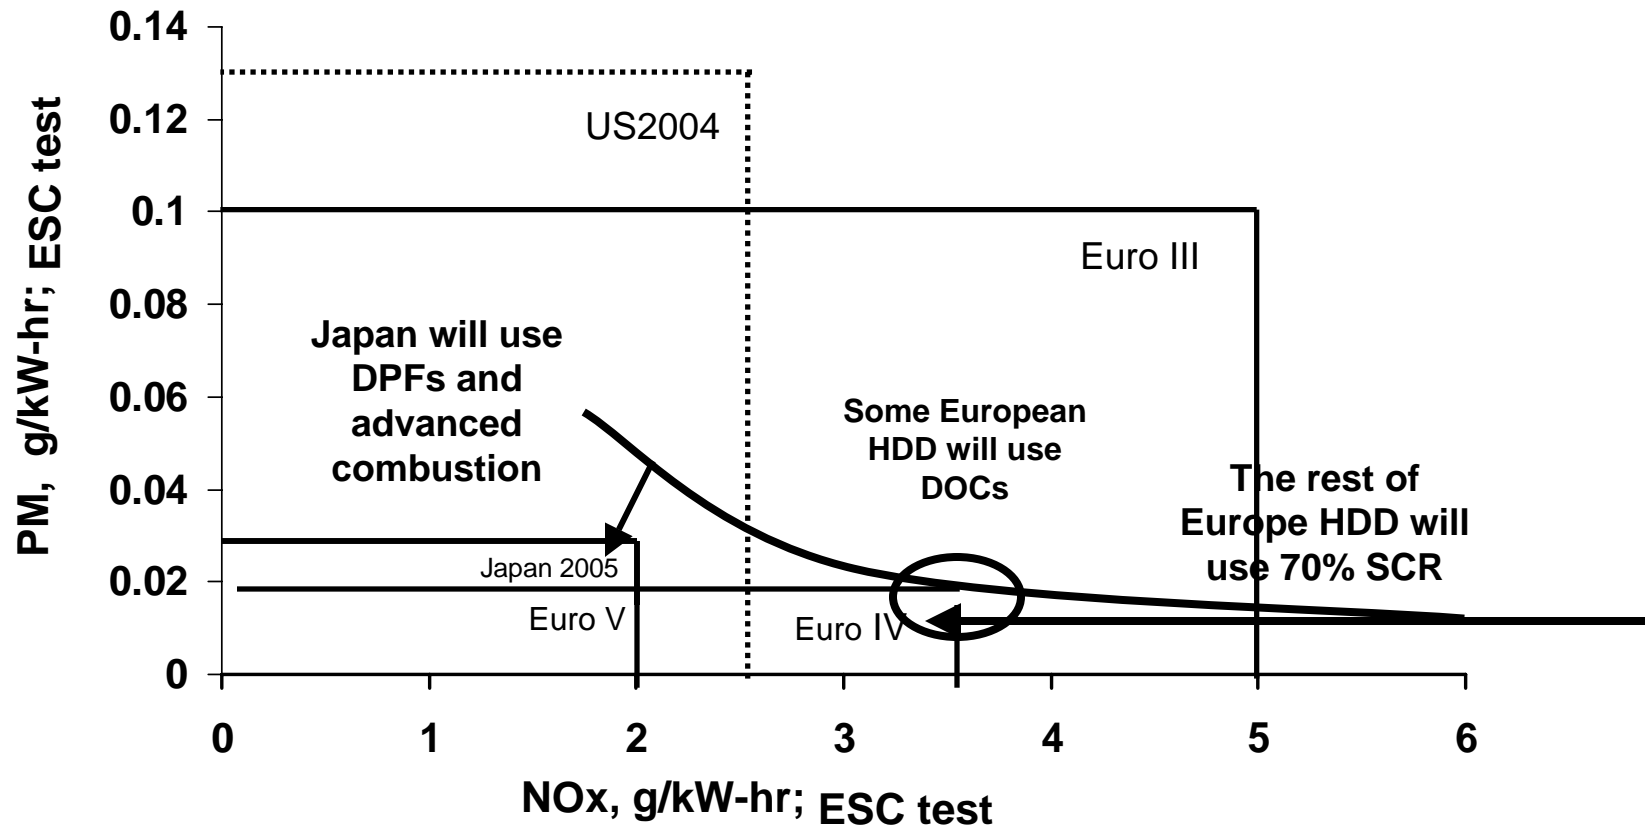 0.14
0.12
0.1
0.08
0.06
0.04
0.02
0
PM, g/kW-hr; ESC test
US2004
Euro III
Japan will use
DPFs and
advanced
combustion
Some European
HDD will use
DOCs
The rest of
Europe HDD will
use 70% SCR
Japan 2005
Euro V
Euro IV
0 1 2 3 4 5 6
NOx, g/kW-hr; ESC test